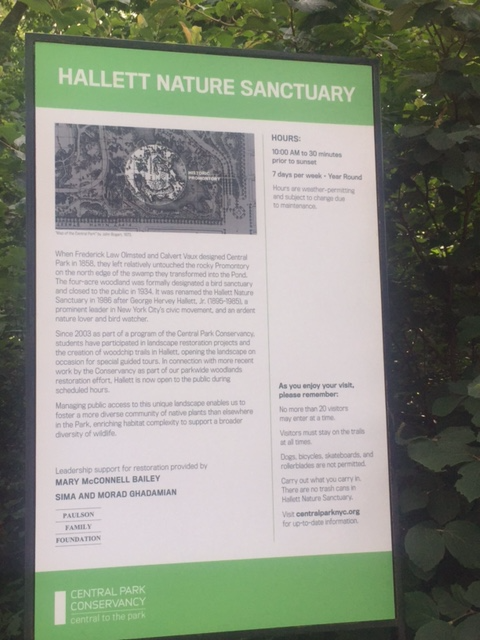 HALLETT NATURE SANCTUARY
HISTORIC
PROMONTORY
When Frederick Law Olmsted and Calvert Vaux designed Central
Park in 1858, they left relatively untouched the rocky Promontory
on the north edge of the swamp they transformed into the Pond.
The four-acre woodland was formally designated a bird sanctuary
and closed to the public in 1934. It was renamed the Hallett Nature
Sanctuary in 1986 after George Hervey Hallett, Jr. (1895-1985), a
prominent leader in New York City's civic movement, and an ardent
nature lover and bird watcher.
Since 2003 as part of a program of the Central Park Conservancy,
students have participated in landscape restoration projects and
the creation of woodchip trails in Hallett, opening the landscape on
occasion for special guided tours. In connection with more recent
work by the Conservancy as part of our parkwide woodlands
restoration effort, Hallett is now open to the public during
scheduled hours.
Managing public access to this unique landscape enables us to
foster a more diverse community of native plants than elsewhere
in the Park, enriching habitat complexity to support a broader
diversity of wildlife.
Leadership support for restoration provided by
MARY McCONNELL BAILEY
SIMA AND MORAD GHADAMIAN
PAULSON
FAMILY
FOUNDATION
HOURS:
10:00 AM to 30 minutes
prior to sunset
7 days per week - Year Round
Hours are weather-permitting
and subject to change due
to maintenance.
As you enjoy your visit,
please remember:
No more than 20 visitors
may enter at a time.
Visitors must stay on the trails
at all times.
Dogs, bicycles, skateboards, and
rollerblades are not permitted.
Carry out what you carry in.
There are no trash cans in
Hallett Nature Sanctuary.
Visit centralparknyc.org
for up-to-date information.
CENTRAL PARK
CONSERVANCY
central to the park